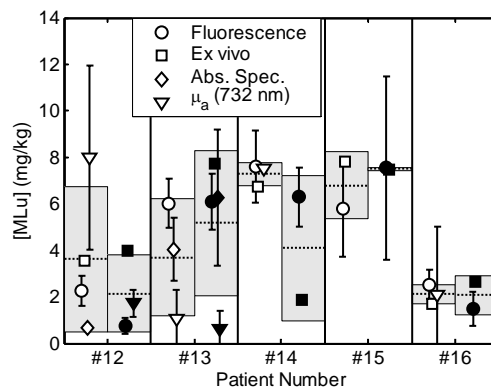 14
12
10
8
6
4
2
0
[MLu] (mg/kg)
Fluorescence
Ex vivo
Abs. Spec.
μa (732 nm)
#12 #13 #14 #15 #16
Patient Number